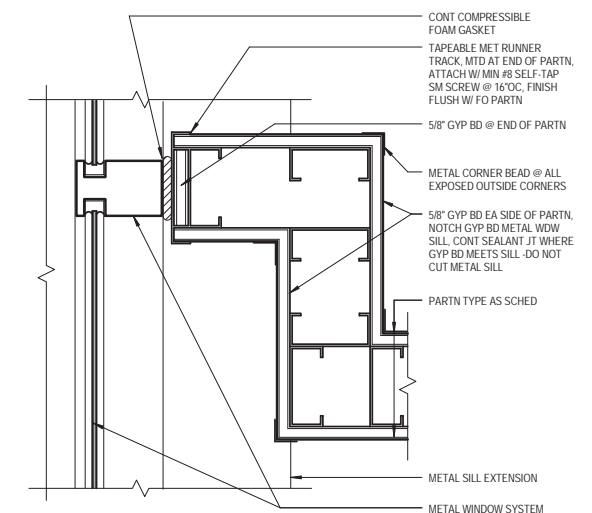 CONT COMPRESSIBLE
FOAM GASKET
TAPEABLE MET RUNNER
TRACK, MTD AT END OF PARTN,
ATTACH W/ MIN #8 SELF-TAP
SM SCREW @ 16"OC, FINISH
FLUSH W/ FO PARTN
5/8" GYP BD @ END OF PARTN
METAL CORNER BEAD @ ALL
EXPOSED OUTSIDE CORNERS
5/8" GYP BD EA SIDE OF PARTN,
NOTCH GYP BD METAL WDW
SILL, CONT SEALANT JT WHERE
GYP BD MEETS SILL -DO NOT
CUT METAL SILL
PARTN TYPE AS SCHED
METAL SILL EXTENSION
METAL WINDOW SYSTEM